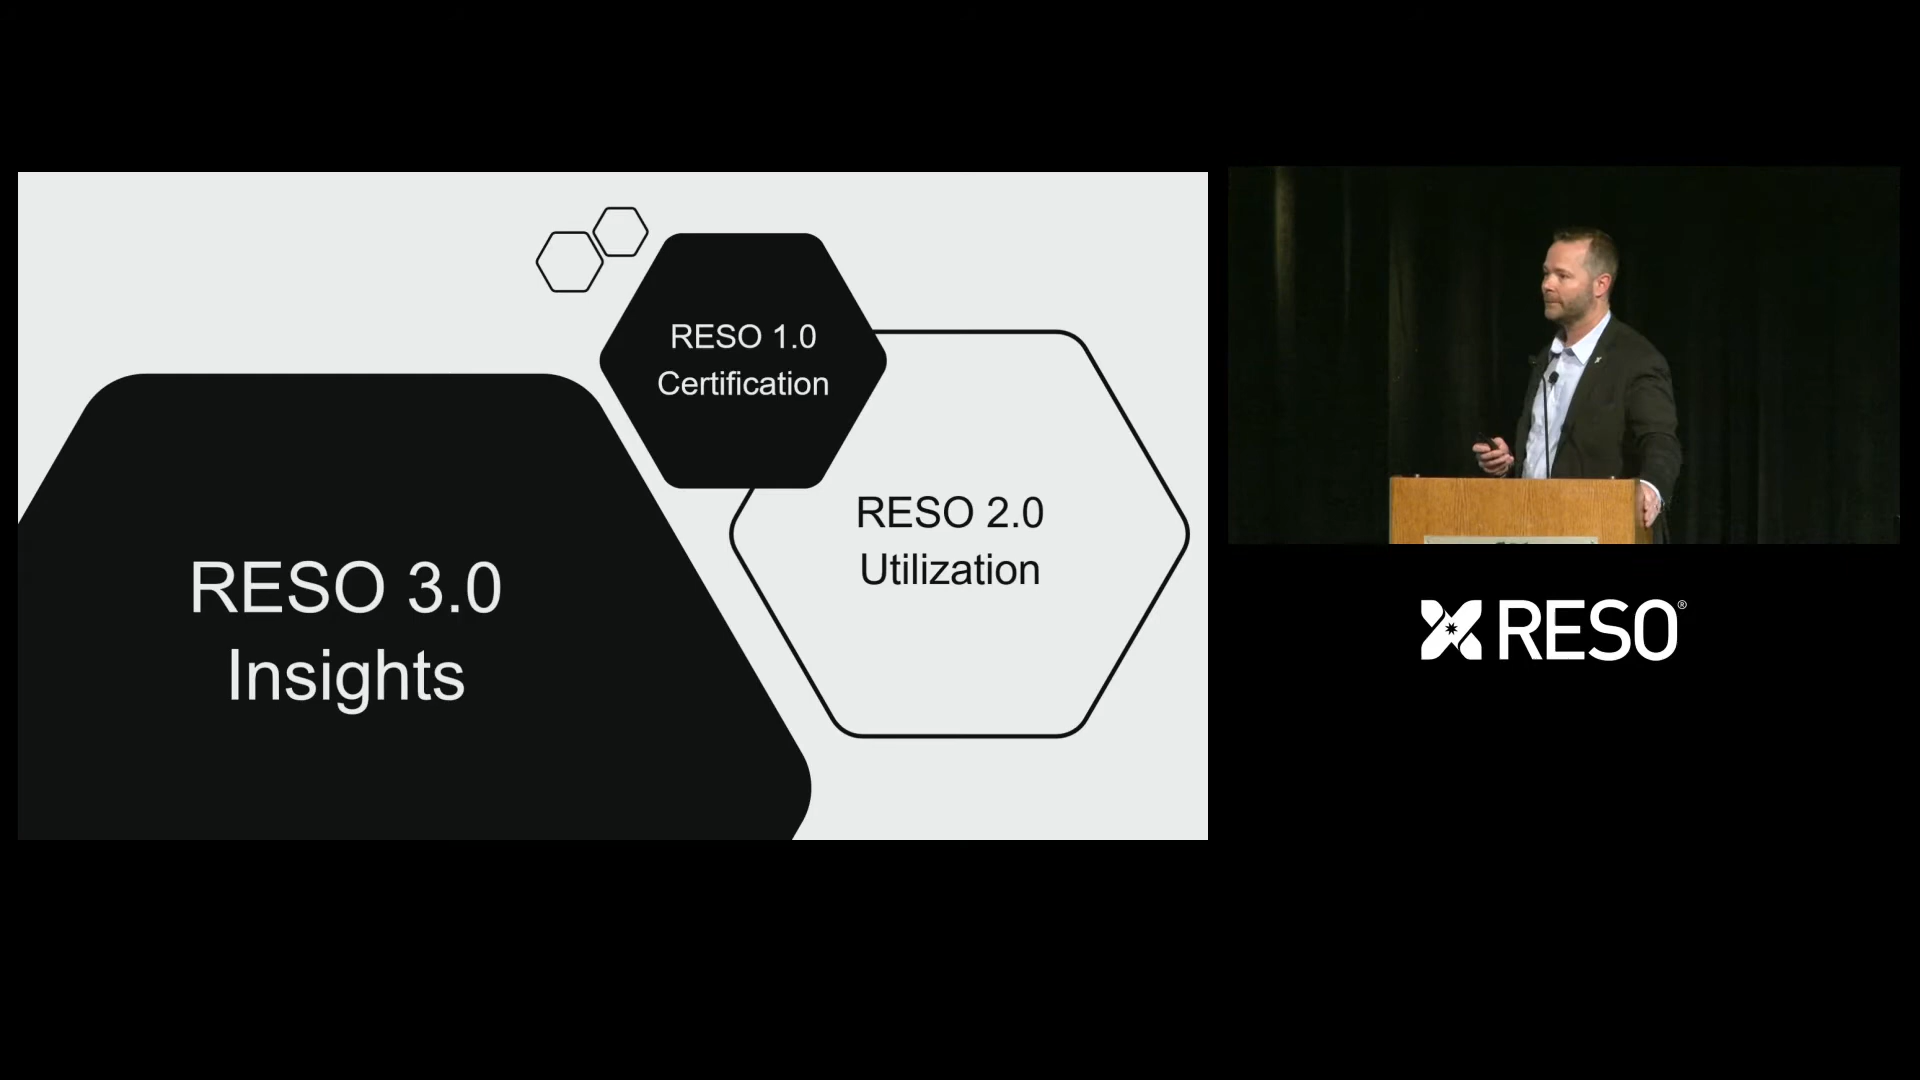 RESO 1.0
Certification
RESO 2.0
Utilization
RESO 3.0
Insights
RESO®